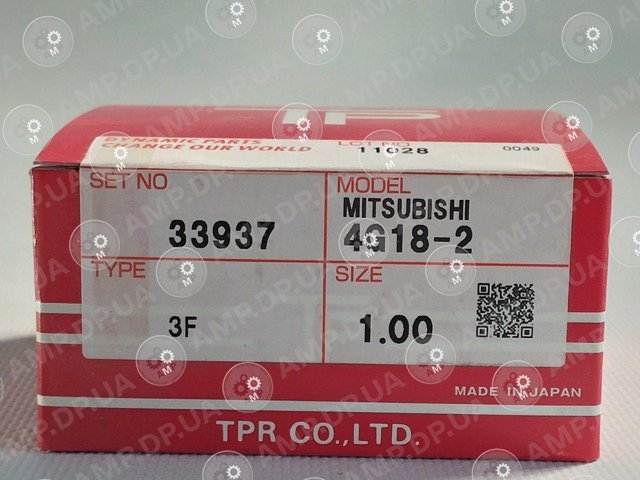 DYNAMIC PARTS
CHANGE OUR WORLD
LOT NO
11028
0049
SET NO
33937
MODEL
MITSUBISHI
4G18-2
TYPE
3F
SIZE
1.00
MADE IN JAPAN
TPR CO.,LTD.
AMP.DP.UA